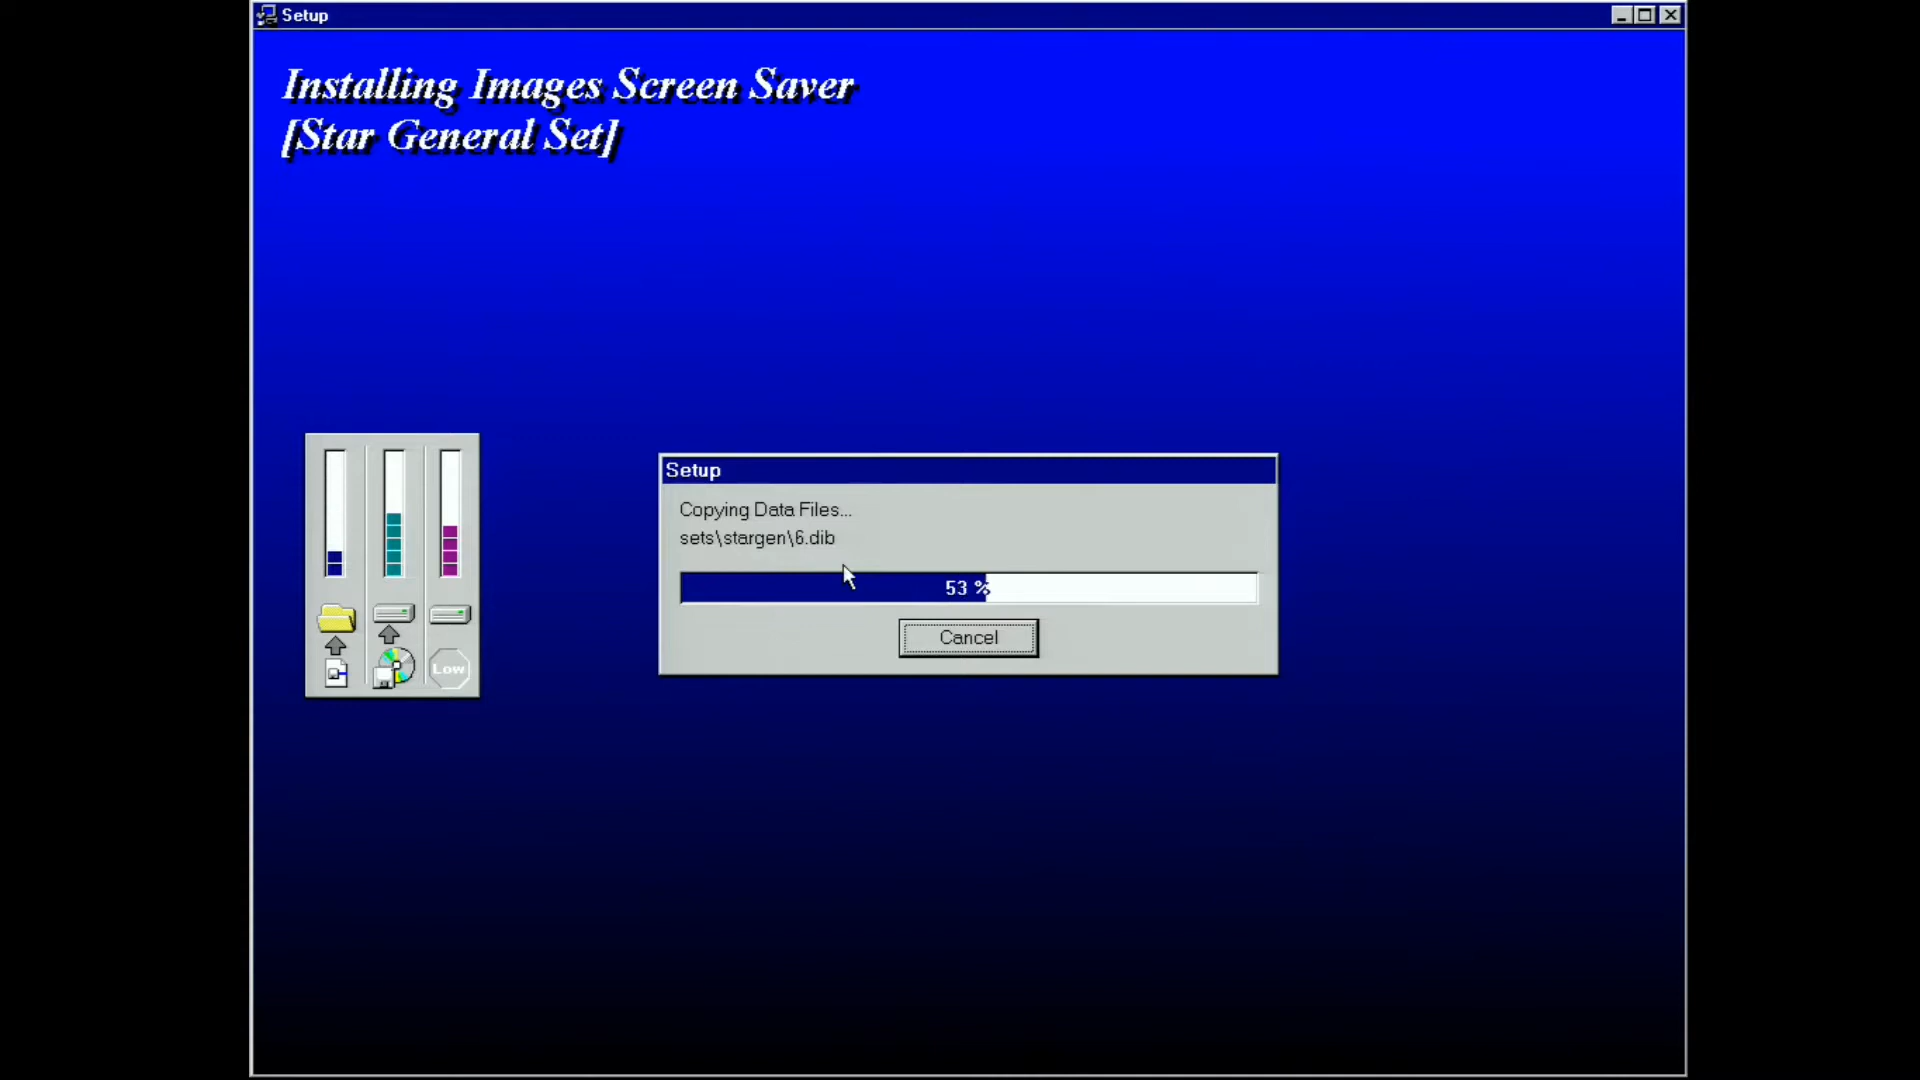 Setup
Installing Images Screen Saver
[Star General Set]
Setup
Copying Data Files...
sets\stargen\6.dib
53 %
Cancel
Low